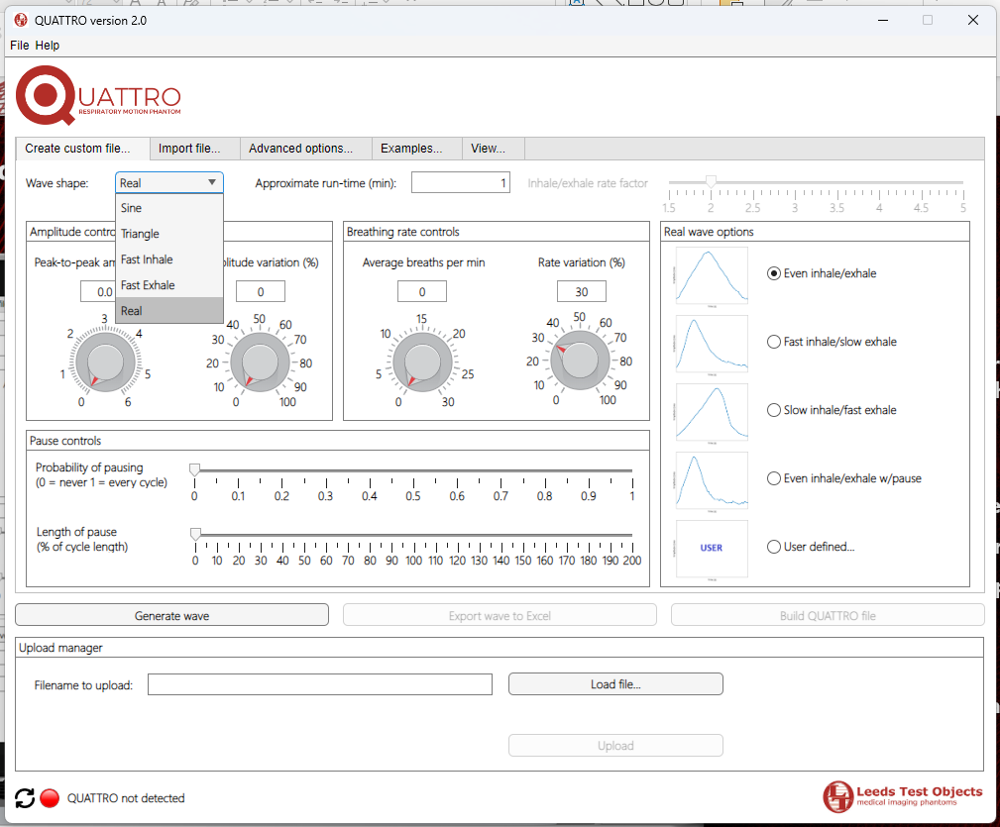 QUATTRO version 2.0
File Help
QUATTRO
RESPIRATORY MOTION PHANTOM
Create custom file... Import file... Advanced options... Examples... View...
Wave shape: Real Approximate run-time (min): 1 Inhale/exhale rate factor
1.5 2 2.5 3 3.5 4 4.5 5
Sine
Triangle
Fast Inhale
Fast Exhale
Real
Amplitude contro
Peak-to-peak am litude variation (%)
0.0 0
0 1 2 3 4 5 6
0 10 20 30 40 50 60 70 80 90 100
Breathing rate controls
Average breaths per min Rate variation (%)
0 30
0 5 10 15 20 25 30
0 10 20 30 40 50 60 70 80 90 100
Real wave options
Even inhale/exhale
Fast inhale/slow exhale
Slow inhale/fast exhale
Even inhale/exhale w/pause
USER User defined...
Pause controls
Probability of pausing
(0 = never 1 = every cycle)
0 0.1 0.2 0.3 0.4 0.5 0.6 0.7 0.8 0.9 1
Length of pause
(% of cycle length)
0 10 20 30 40 50 60 70 80 90 100 110 120 130 140 150 160 170 180 190 200
Generate wave Export wave to Excel Build QUATTRO file
Upload manager
Filename to upload: Load file...
Upload
QUATTRO not detected
Leeds Test Objects
medical imaging phantoms